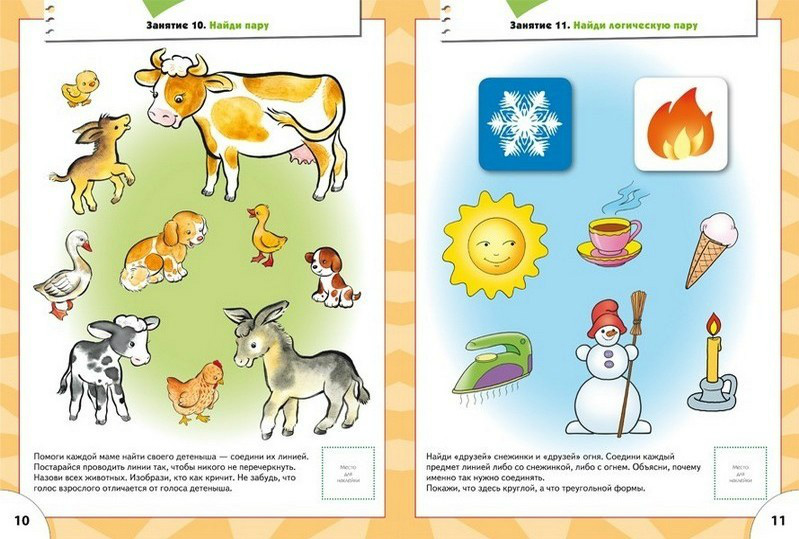 Занятие 10. Найди пару
Помоги каждой маме найти своего детеныша — соедини их линией.
Постарайся проводить линии так, чтобы никого не перечеркнуть.
Назови всех животных. Изобрази, кто как кричит. Не забудь, что
голос взрослого отличается от голоса детеныша.
Место
для
наклейки
10
Занятие 11. Найди логическую пару
Найди «друзей» снежинки и «друзей» огня. Соедини каждый
предмет линией либо со снежинкой, либо с огнем. Объясни, почему
именно так нужно соединять.
Покажи, что здесь круглой, а что треугольной формы.
Место
для
наклейки
11